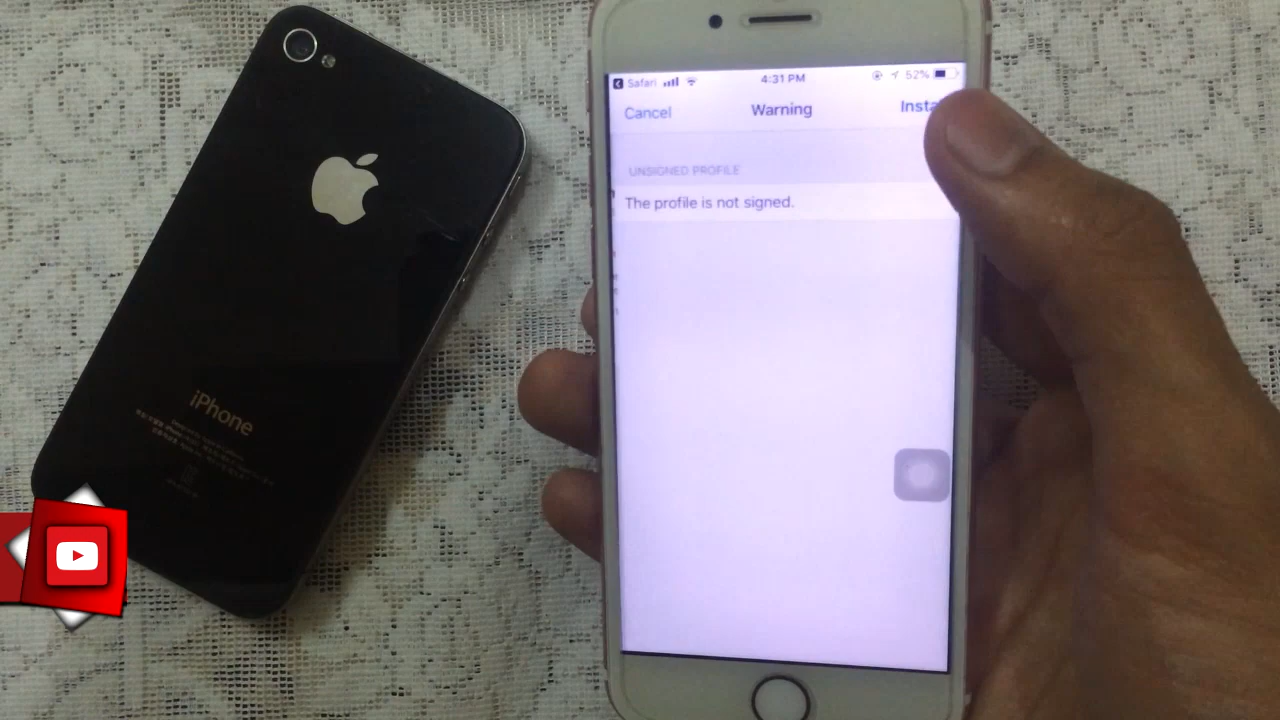 Safari 4:31 PM 52%
Cancel Warning Insta
UNSIGNED PROFILE
The profile is not signed.
iPhone